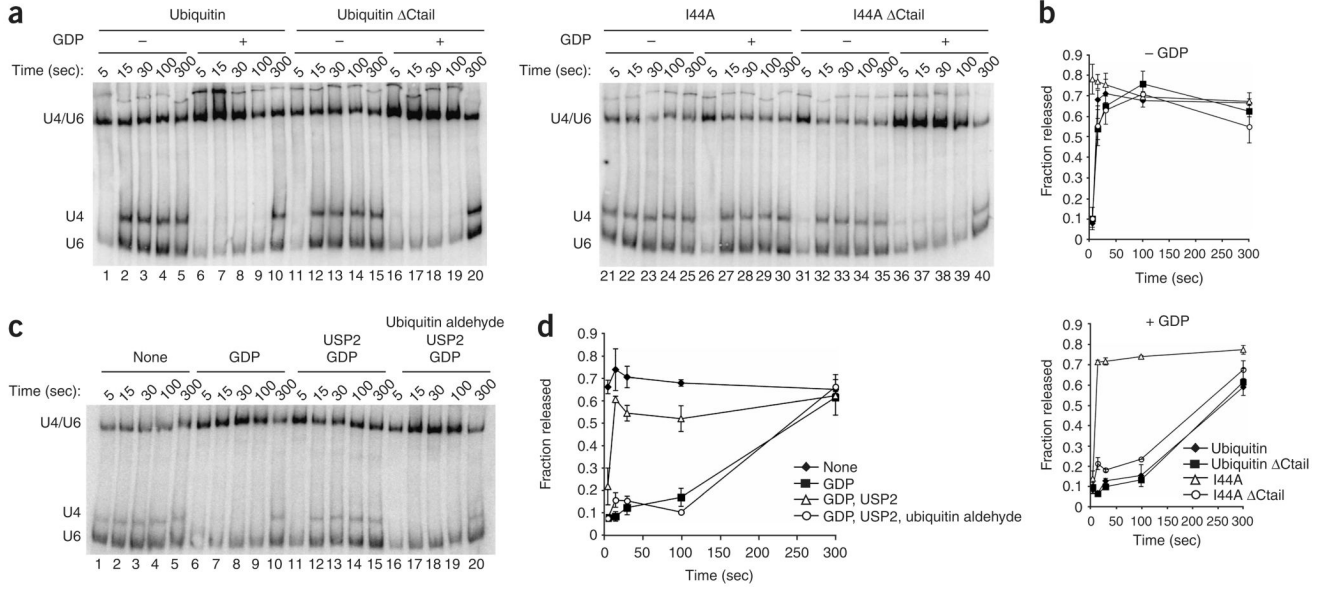 a
Ubiquitin Ubiquitin ΔCtail I44A I44A ΔCtail
GDP – + – + GDP – + – +
Time (sec): 5 15 30 100 300 5 15 30 100 300 5 15 30 100 300 5 15 30 100 300 Time (sec): 5 15 30 100 300 5 15 30 100 300 5 15 30 100 300 5 15 30 100 300
U4/U6 U4/U6
U4 U4
U6 U6
1 2 3 4 5 6 7 8 9 10 11 12 13 14 15 16 17 18 19 20 21 22 23 24 25 26 27 28 29 30 31 32 33 34 35 36 37 38 39 40
b
– GDP
Fraction released
0.9
0.8
0.7
0.6
0.5
0.4
0.3
0.2
0.1
0
0 50 100 150 200 250 300
Time (sec)
+ GDP
Fraction released
0.9
0.8
0.7
0.6
0.5
0.4
0.3
0.2
0.1
0
Ubiquitin
Ubiquitin ΔCtail
I44A
I44A ΔCtail
0 50 100 150 200 250 300
Time (sec)
c
Ubiquitin aldehyde
USP2 USP2
None GDP GDP GDP
Time (sec): 5 15 30 100 300 5 15 30 100 300 5 15 30 100 300 5 15 30 100 300
U4/U6
U4
U6
1 2 3 4 5 6 7 8 9 10 11 12 13 14 15 16 17 18 19 20
d
Fraction released
0.9
0.8
0.7
0.6
0.5
0.4
0.3
0.2
0.1
0
None
GDP
GDP, USP2
GDP, USP2, ubiquitin aldehyde
0 50 100 150 200 250 300
Time (sec)